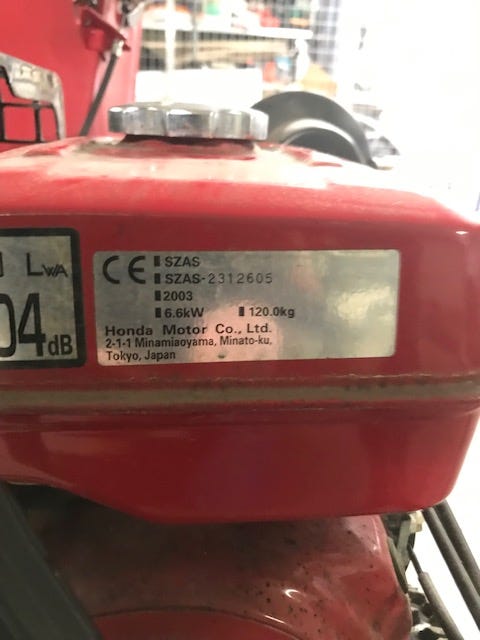 LWA
04dB
CE
SZAS
SZAS-2312605
2003
6.6kW 120.0kg
Honda Motor Co., Ltd.
2-1-1 Minamiaoyama, Minato-ku,
Tokyo, Japan